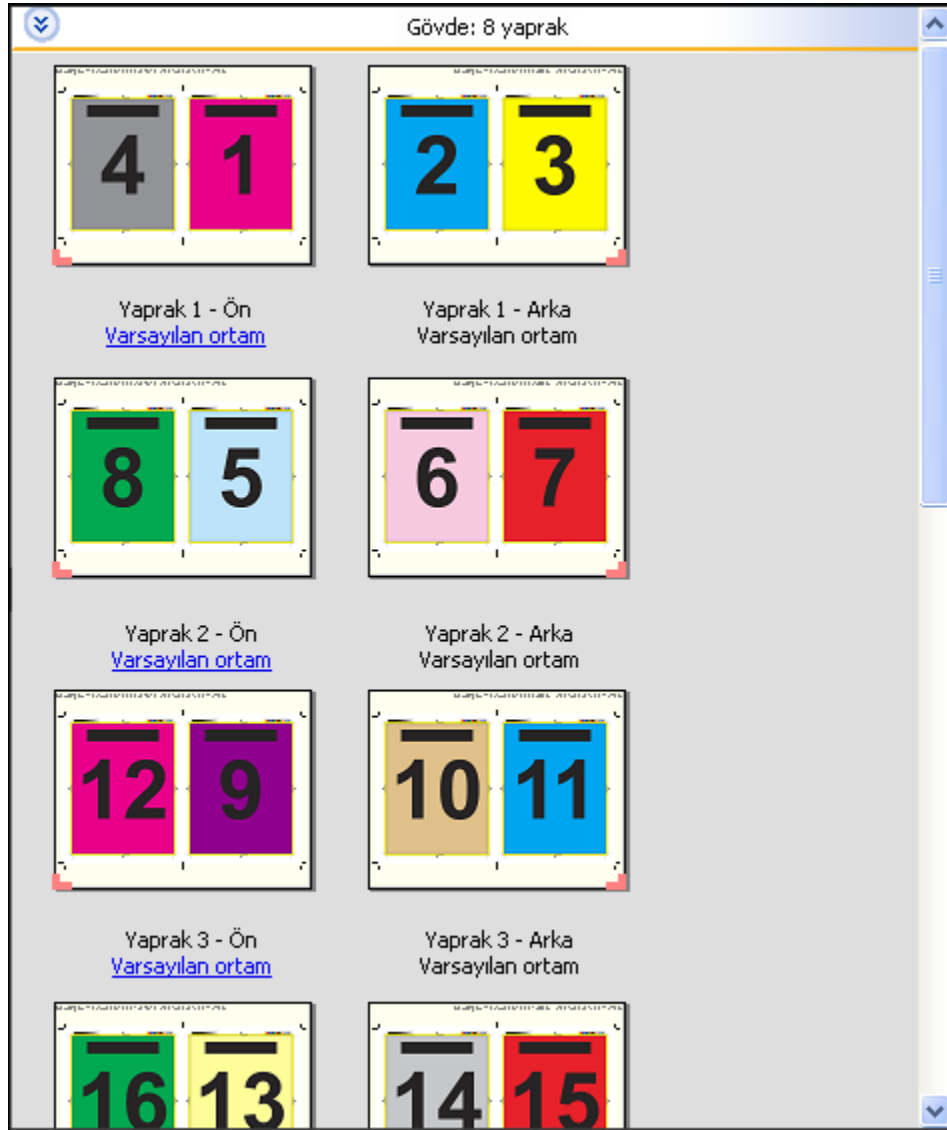 Gövde: 8 yaprak
4 1 2 3
Yaprak 1 - Ön Yaprak 1 - Arka
Varsayılan ortam Varsayılan ortam
8 5 6 7
Yaprak 2 - Ön Yaprak 2 - Arka
Varsayılan ortam Varsayılan ortam
12 9 10 11
Yaprak 3 - Ön Yaprak 3 - Arka
Varsayılan ortam Varsayılan ortam
16 13 14 15